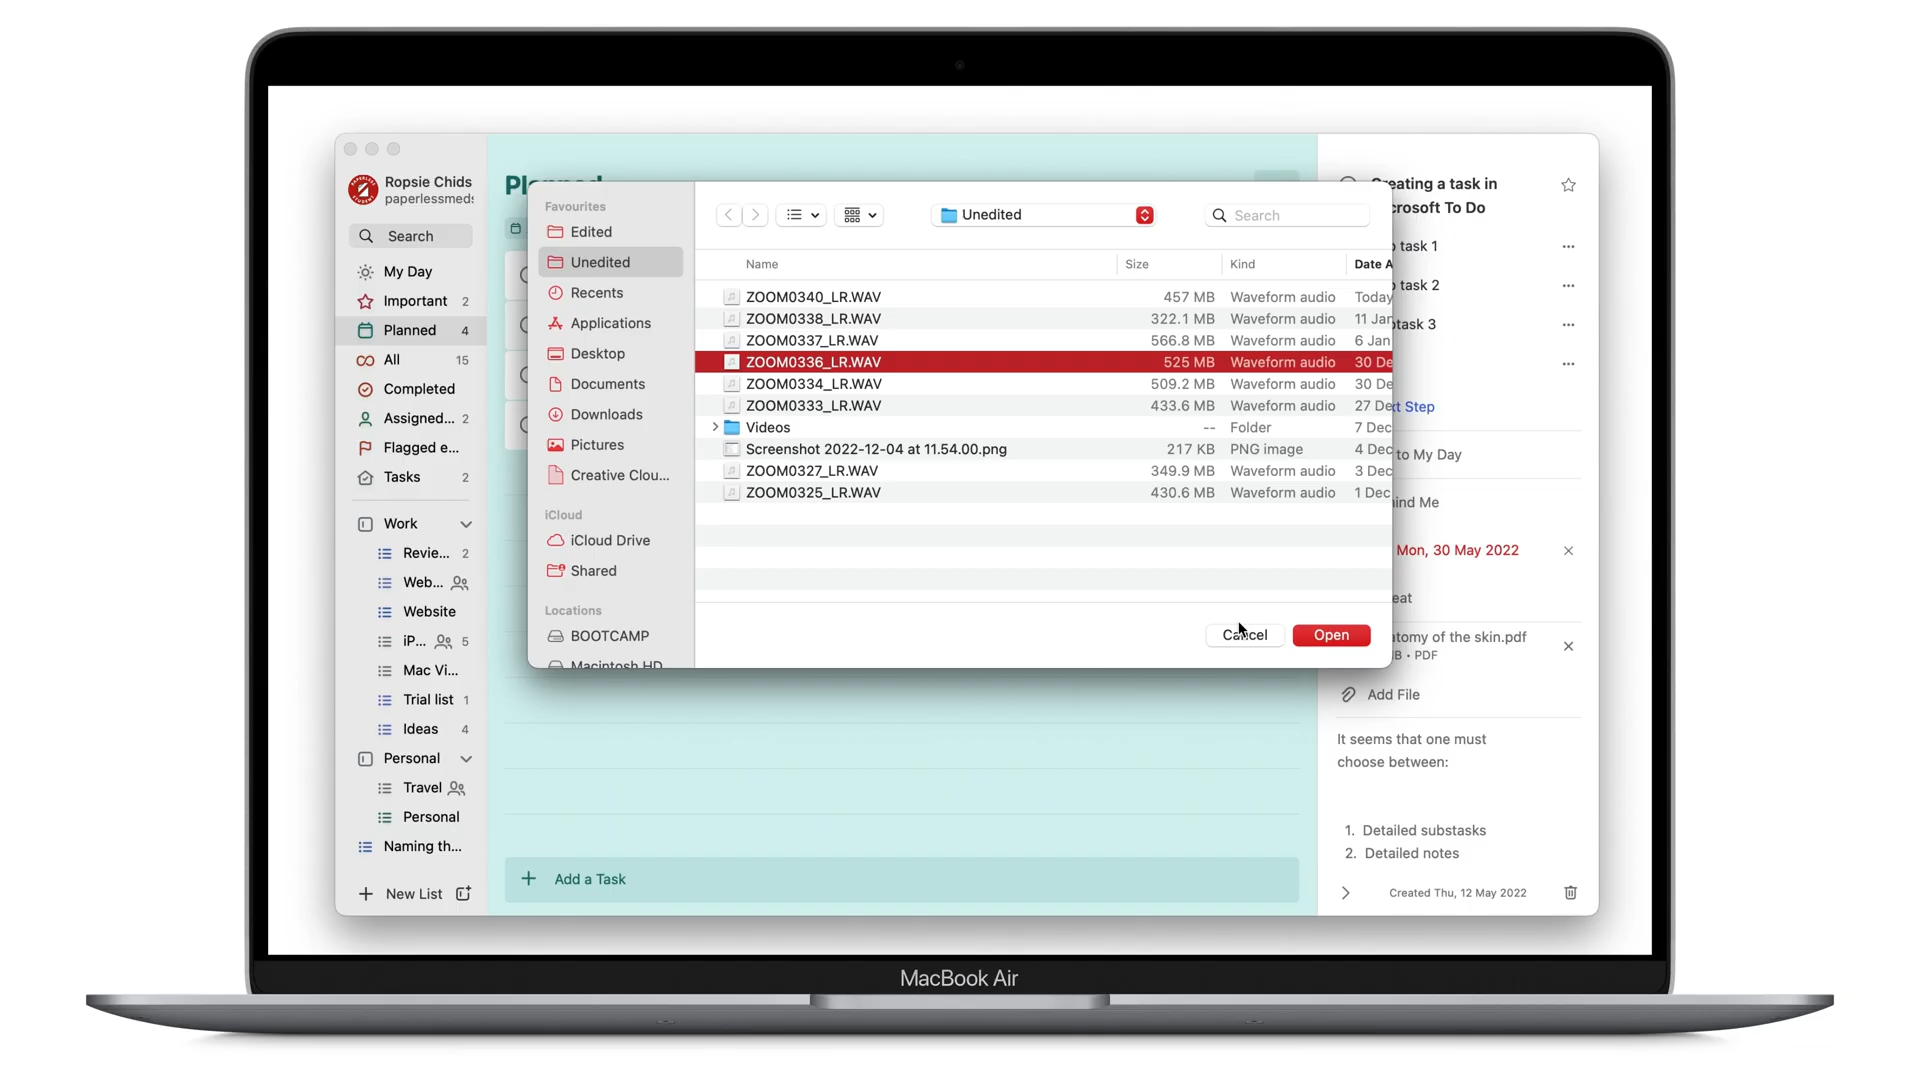 Ropsie Chids
paperlessmeds
Search
My Day
Important 2
Planned 4
All 15
Completed
Assigned... 2
Flagged e...
Tasks 2
Work
Revie... 2
Web...
Website
iP... 5
Mac Vi...
Trial list 1
Ideas 4
Personal
Travel
Personal
Naming th...
New List
Planned
Favourites
Edited
Unedited
Recents
Applications
Desktop
Documents
Downloads
Pictures
Creative Clou...
iCloud
iCloud Drive
Shared
Locations
BOOTCAMP
Macintosh HD
Unedited
Search
Name Size Kind Date A
ZOOM0340_LR.WAV 457 MB Waveform audio Today
ZOOM0338_LR.WAV 322.1 MB Waveform audio 11 Jan
ZOOM0337_LR.WAV 566.8 MB Waveform audio 6 Jan
ZOOM0336_LR.WAV 525 MB Waveform audio 30 De
ZOOM0334_LR.WAV 509.2 MB Waveform audio 30 De
ZOOM0333_LR.WAV 433.6 MB Waveform audio 27 De
Videos -- Folder 7 Dec
Screenshot 2022-12-04 at 11.54.00.png 217 KB PNG image 4 Dec
ZOOM0327_LR.WAV 349.9 MB Waveform audio 3 Dec
ZOOM0325_LR.WAV 430.6 MB Waveform audio 1 Dec
Cancel Open
Add a Task
Creating a task in
crosoft To Do
task 1
task 2
task 3
t Step
to My Day
ind Me
Mon, 30 May 2022
eat
tomy of the skin.pdf
B • PDF
Add File
It seems that one must
choose between:
1. Detailed substasks
2. Detailed notes
Created Thu, 12 May 2022
MacBook Air